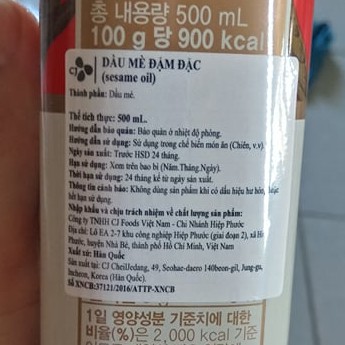 총 내용량 500 mL
100 g 당 900 kcal
CJ
DẦU MÈ ĐẬM ĐẶC
(sesame oil)
Thành phần: Dầu mè.
Thể tích thực: 500 mL.
Hướng dẫn bảo quản: Bảo quản ở nhiệt độ phòng.
Hướng dẫn sử dụng: Sử dụng trong chế biến món ăn (Chiên, v.v).
Ngày sản xuất: Trước HSD 24 tháng.
Hạn sử dụng: Xem trên bao bì (Năm.Tháng.Ngày).
Thời hạn sử dụng: 24 tháng kể từ ngày sản xuất.
Thông tin cảnh báo: Không dùng sản phẩm khi có dấu hiệu hư hỏng, hoặc
hết hạn sử dụng.
Nhập khẩu và chịu trách nhiệm về chất lượng sản phẩm:
Công ty TNHH CJ Foods Việt Nam - Chi Nhánh Hiệp Phước
Địa chỉ: Lô EA 2-7 khu công nghiệp Hiệp Phước (giai đoạn 2), xã
Phước, huyện Nhà Bè, thành phố Hồ Chí Minh, Việt Nam
Xuất xứ: Hàn Quốc
Sản xuất tại: CJ CheilJedang, 49, Seohae-daero 140beon-gil, Jung-gu,
Incheon, Korea (Hàn Quốc).
Số XNCB:37121/2016/ATTP-XNCB
1일 영양성분 기준치에 대한
비율(%)은 2,000 kcal 기준